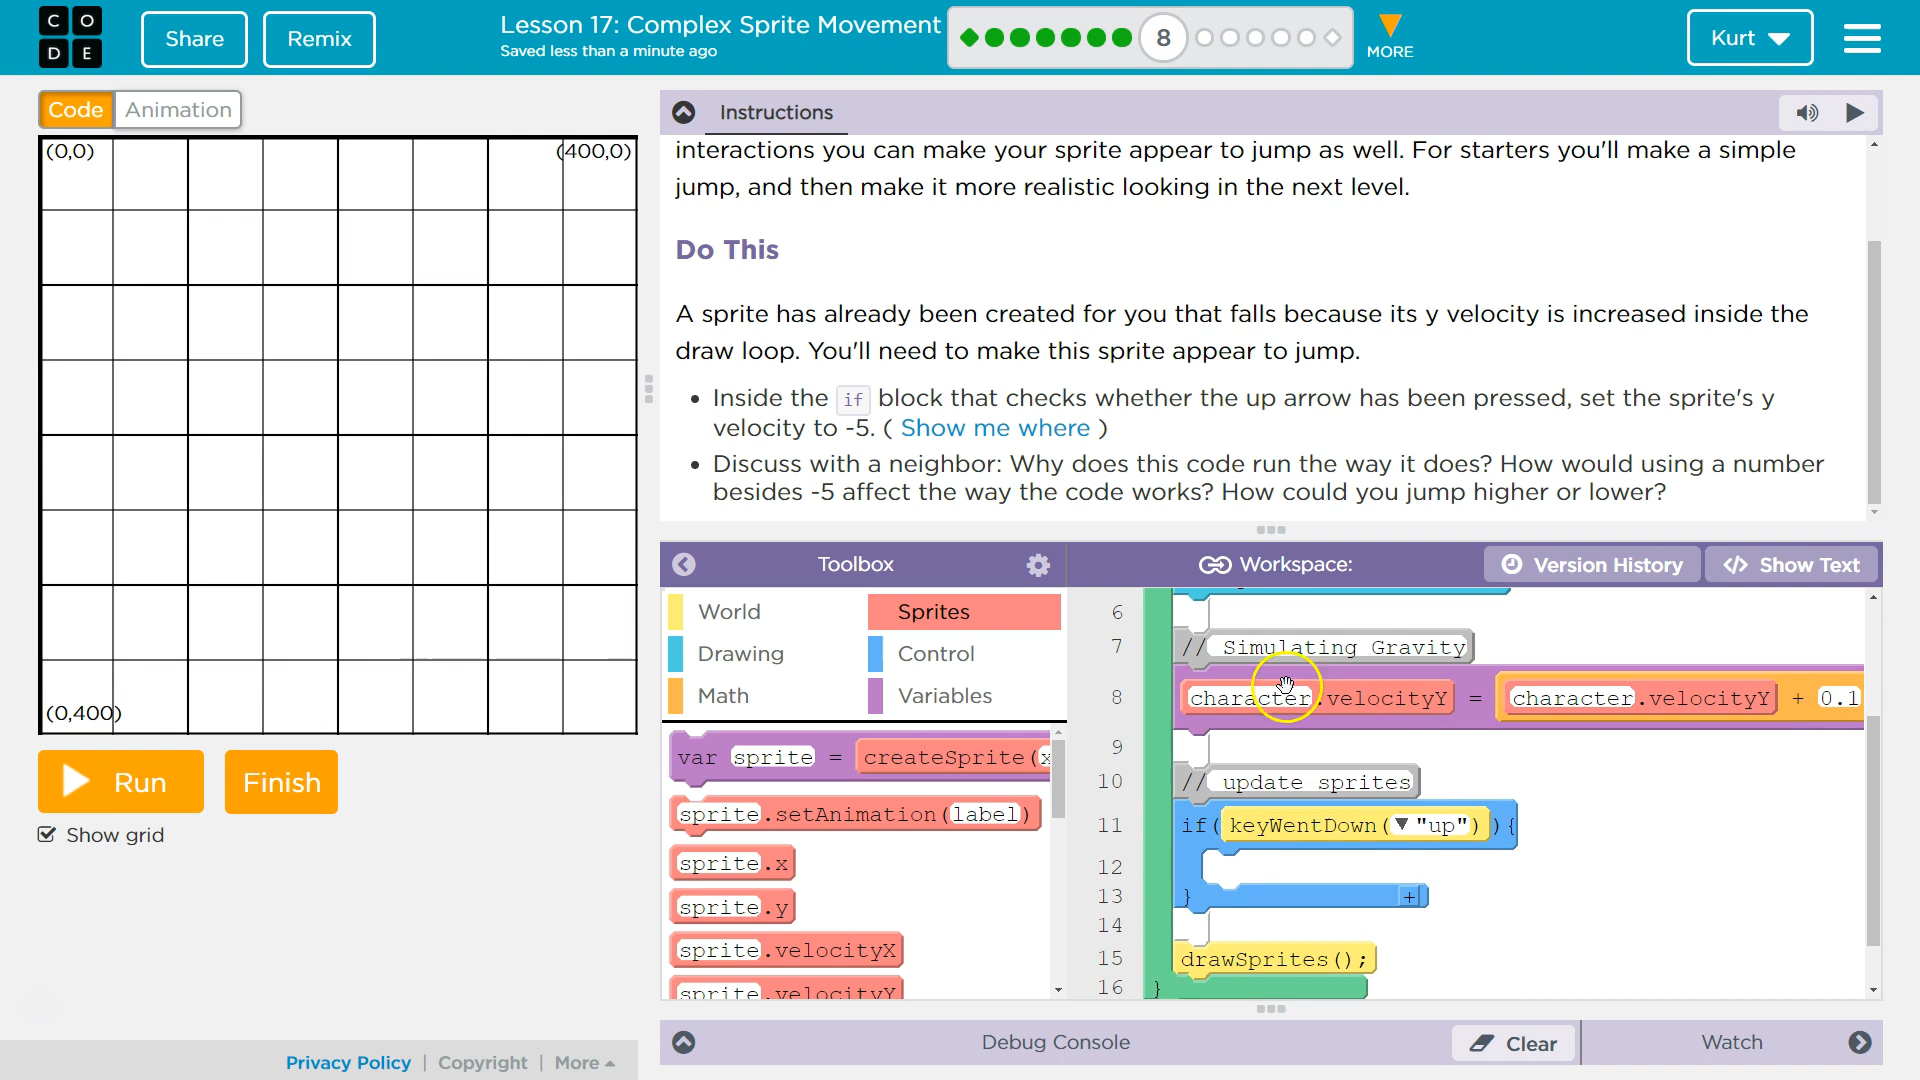 C O
D E
Share
Remix
Lesson 17: Complex Sprite Movement
Saved less than a minute ago
8
MORE
Kurt
Code
Animation
Instructions
(0,0)
(400,0)
(0,400)
interactions you can make your sprite appear to jump as well. For starters you'll make a simple
jump, and then make it more realistic looking in the next level.
Do This
A sprite has already been created for you that falls because its y velocity is increased inside the
draw loop. You'll need to make this sprite appear to jump.
Inside the if block that checks whether the up arrow has been pressed, set the sprite's y
velocity to -5. ( Show me where )
Discuss with a neighbor: Why does this code run the way it does? How would using a number
besides -5 affect the way the code works? How could you jump higher or lower?
Run
Finish
Show grid
Toolbox
Workspace:
Version History
</> Show Text
World
Sprites
Drawing
Control
Math
Variables
var sprite = createSprite(x
sprite.setAnimation(label)
sprite.x
sprite.y
sprite.velocityX
sprite.velocityY
6
7 // Simulating Gravity
8 character.velocityY = character.velocityY + 0.1
9
10 // update sprites
11 if(keyWentDown(▼ "up")){
12
13 } +
14
15 drawSprites();
16 }
Debug Console
Clear
Watch
Privacy Policy | Copyright | More